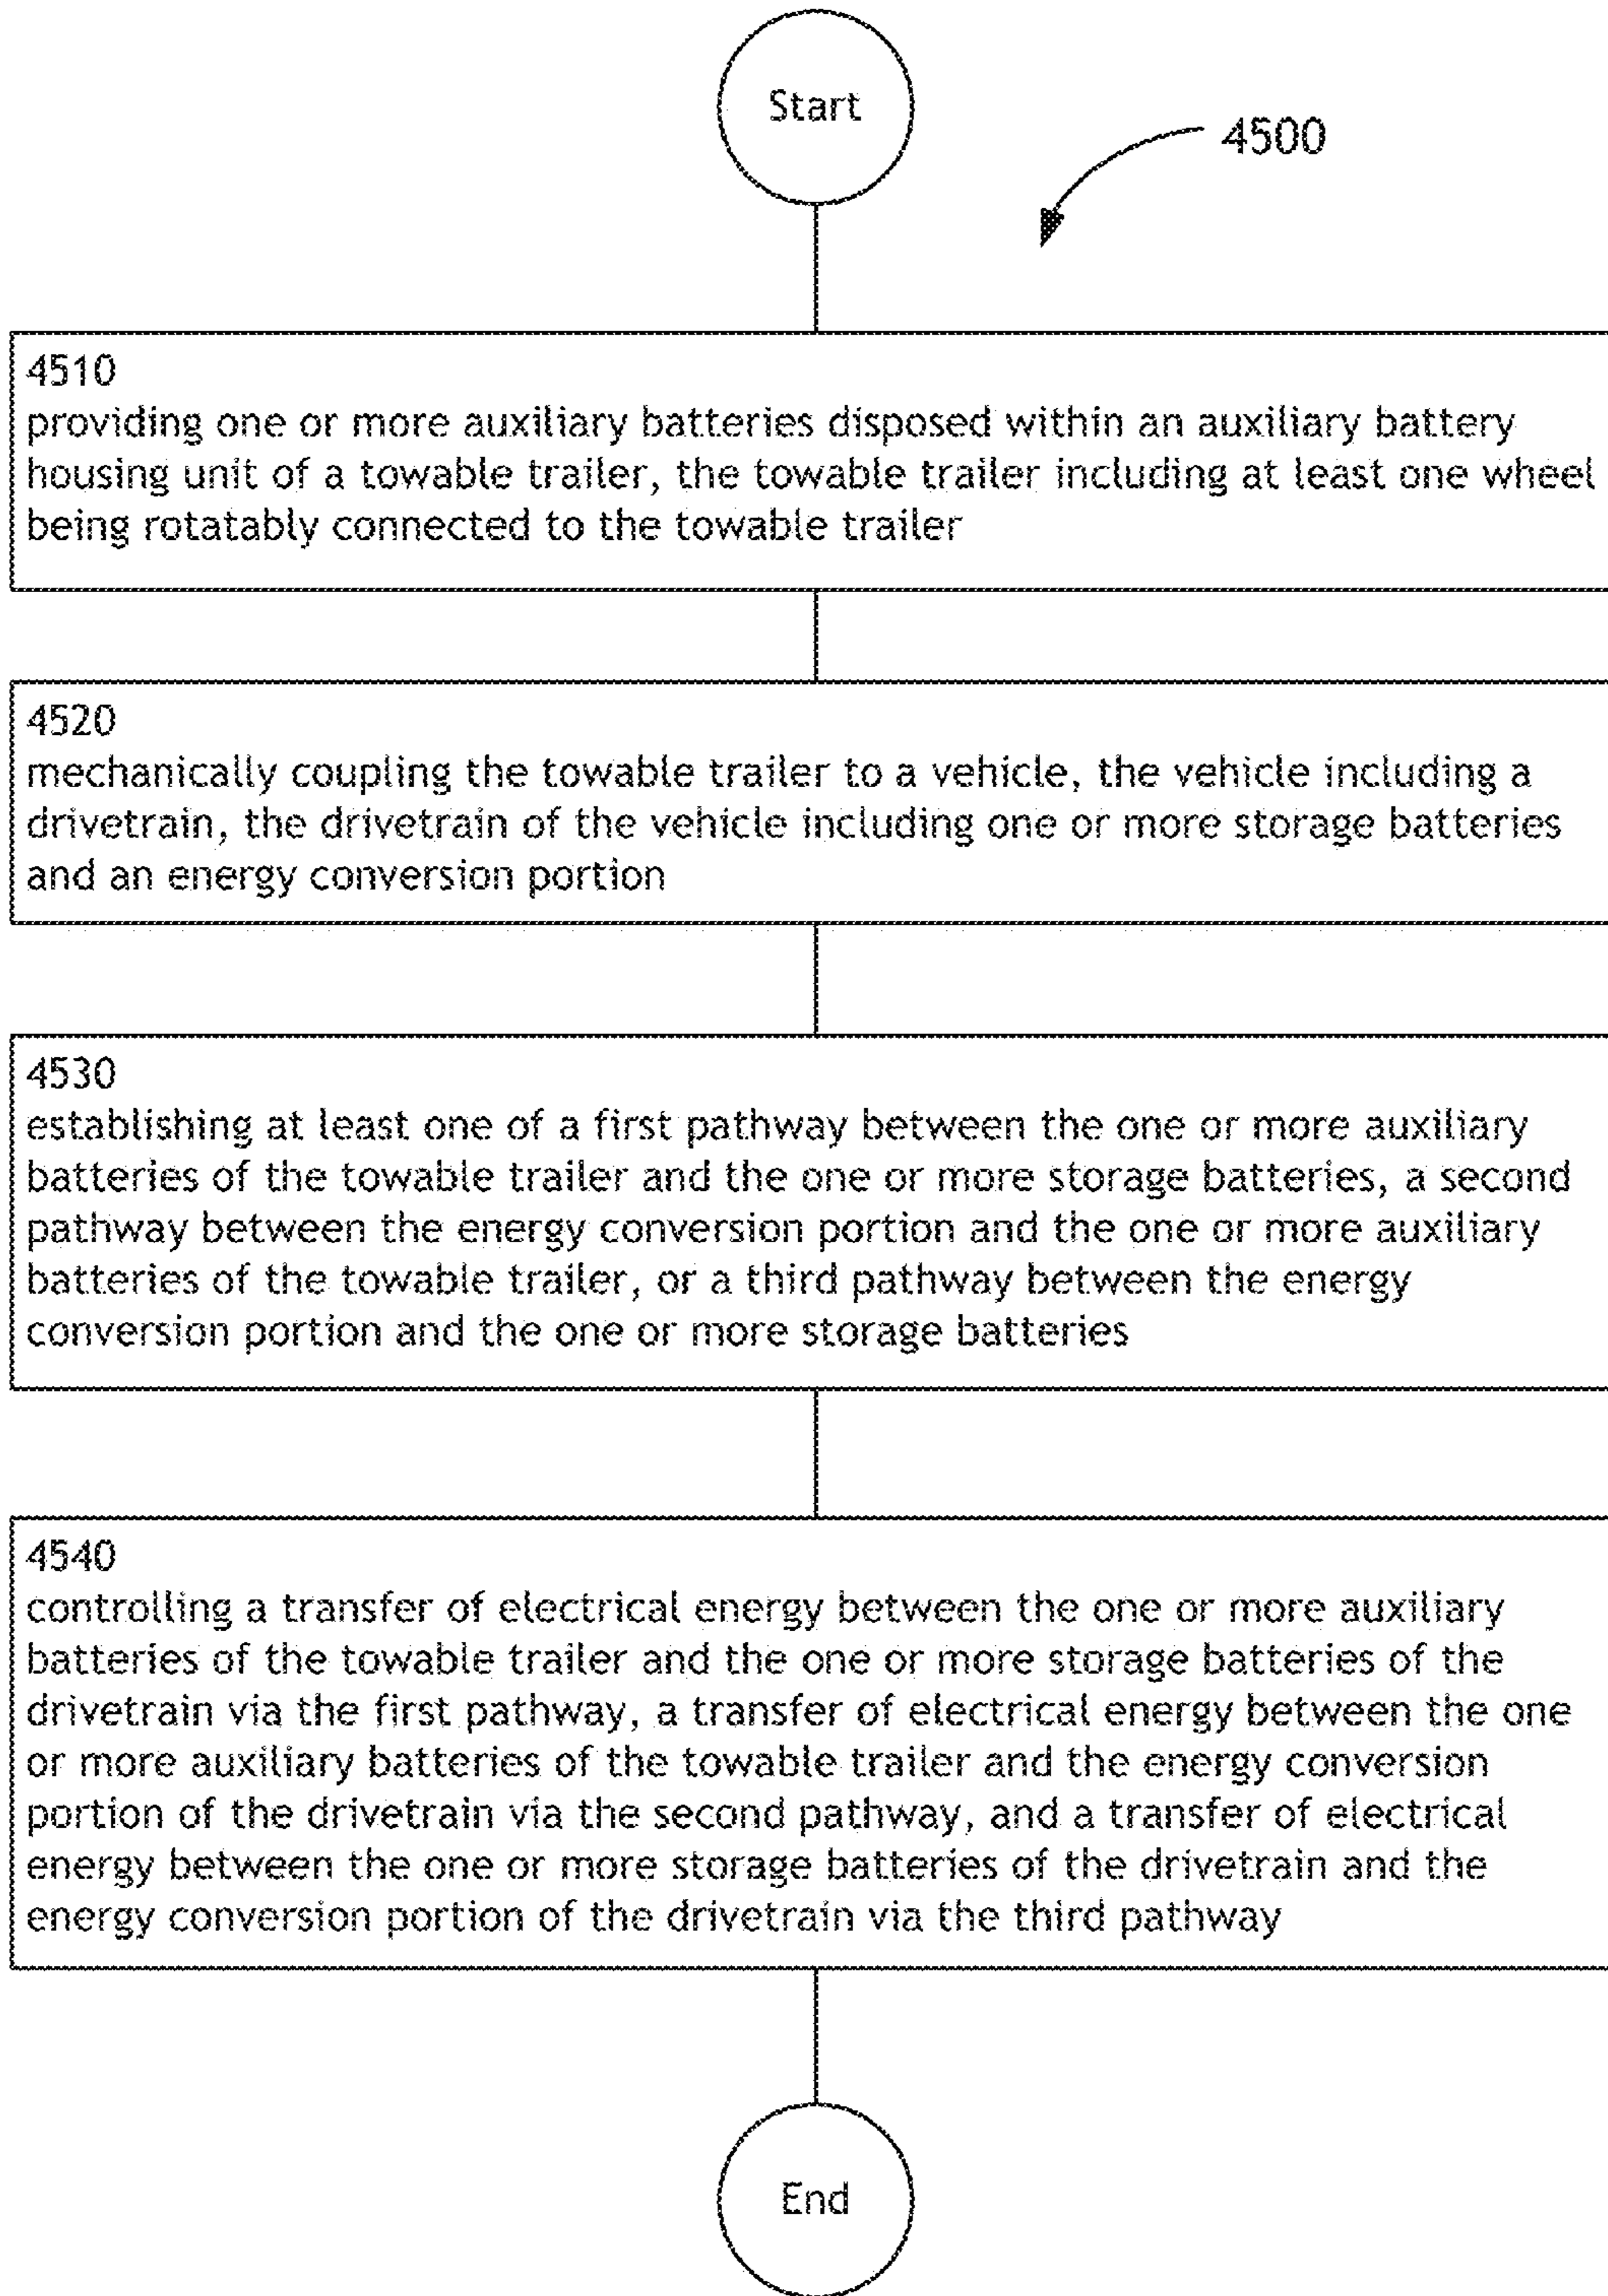 Start
4500
4510
providing one or more auxiliary batteries disposed within an auxiliary battery
housing unit of a towable trailer, the towable trailer including at least one wheel
being rotatably connected to the towable trailer
4520
mechanically coupling the towable trailer to a vehicle, the vehicle including a
drivetrain, the drivetrain of the vehicle including one or more storage batteries
and an energy conversion portion
4530
establishing at least one of a first pathway between the one or more auxiliary
batteries of the towable trailer and the one or more storage batteries, a second
pathway between the energy conversion portion and the one or more auxiliary
batteries of the towable trailer, or a third pathway between the energy
conversion portion and the one or more storage batteries
4540
controlling a transfer of electrical energy between the one or more auxiliary
batteries of the towable trailer and the one or more storage batteries of the
drivetrain via the first pathway, a transfer of electrical energy between the one
or more auxiliary batteries of the towable trailer and the energy conversion
portion of the drivetrain via the second pathway, and a transfer of electrical
energy between the one or more storage batteries of the drivetrain and the
energy conversion portion of the drivetrain via the third pathway
End